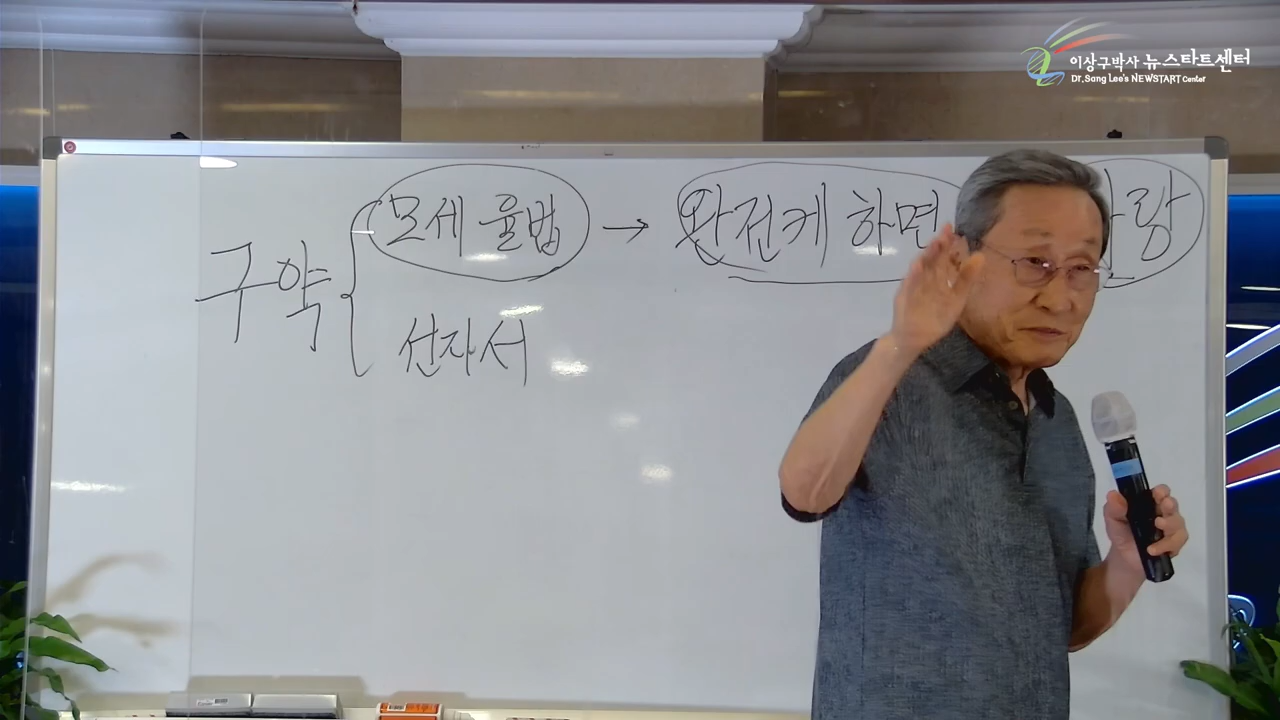 이상구박사 뉴스타트센터
Dr. Sang Lee's NEWSTART Center
구약 { 모세 율법 → 완전케 하면 랑
선자서